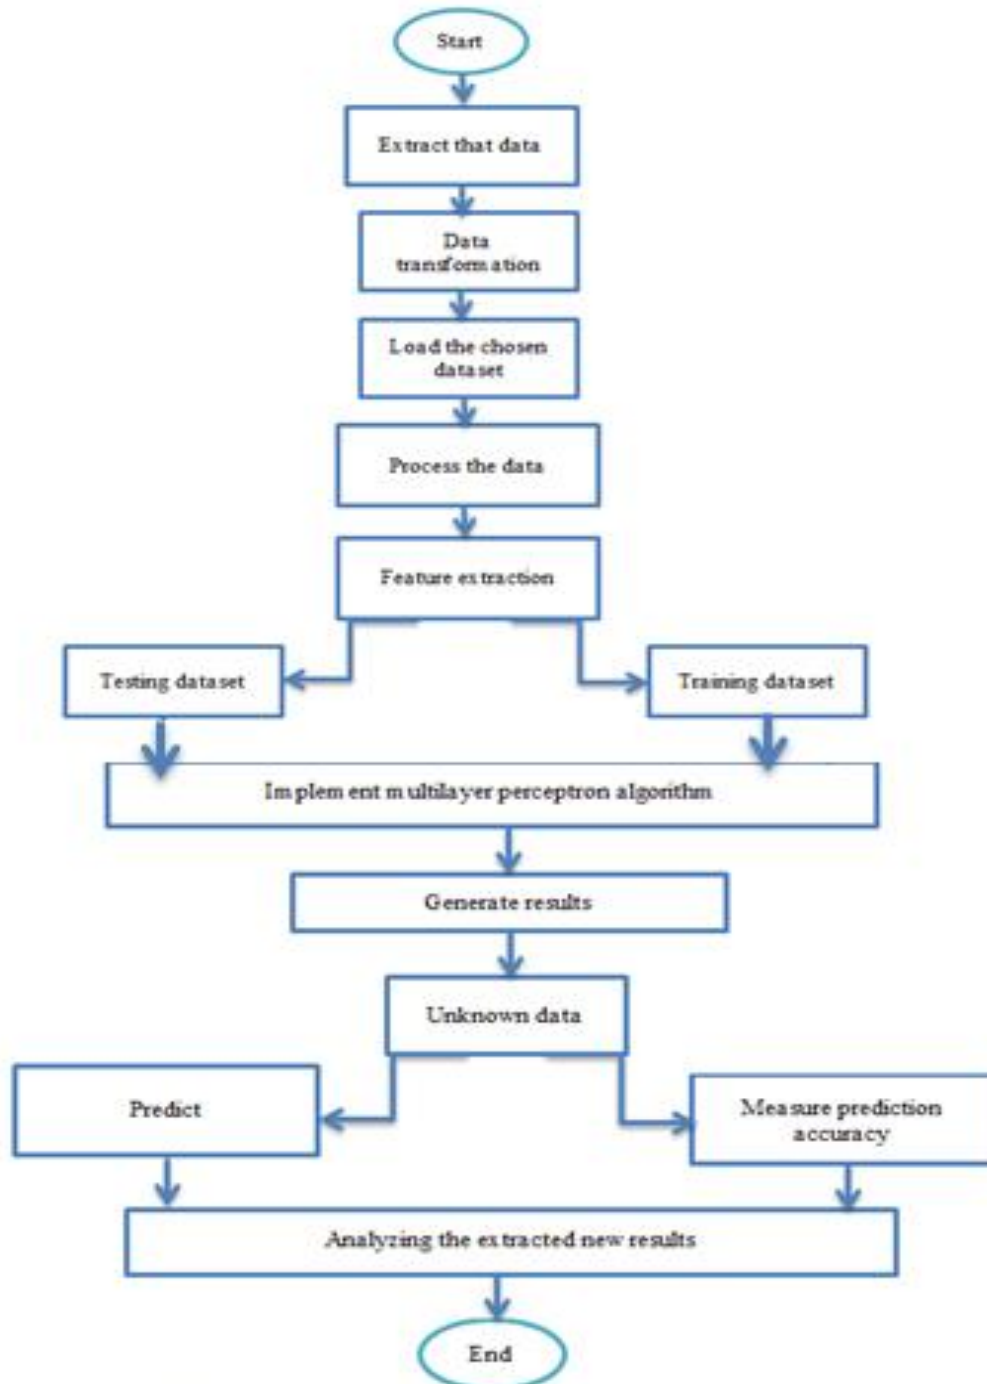 Start
Extract that data
Data
transformation
Load the chosen
dataset
Process the data
Feature extraction
Testing dataset
Training dataset
Implement multilayer perceptron algorithm
Generate results
Unknown data
Predict
Measure prediction
accuracy
Analyzing the extracted new results
End